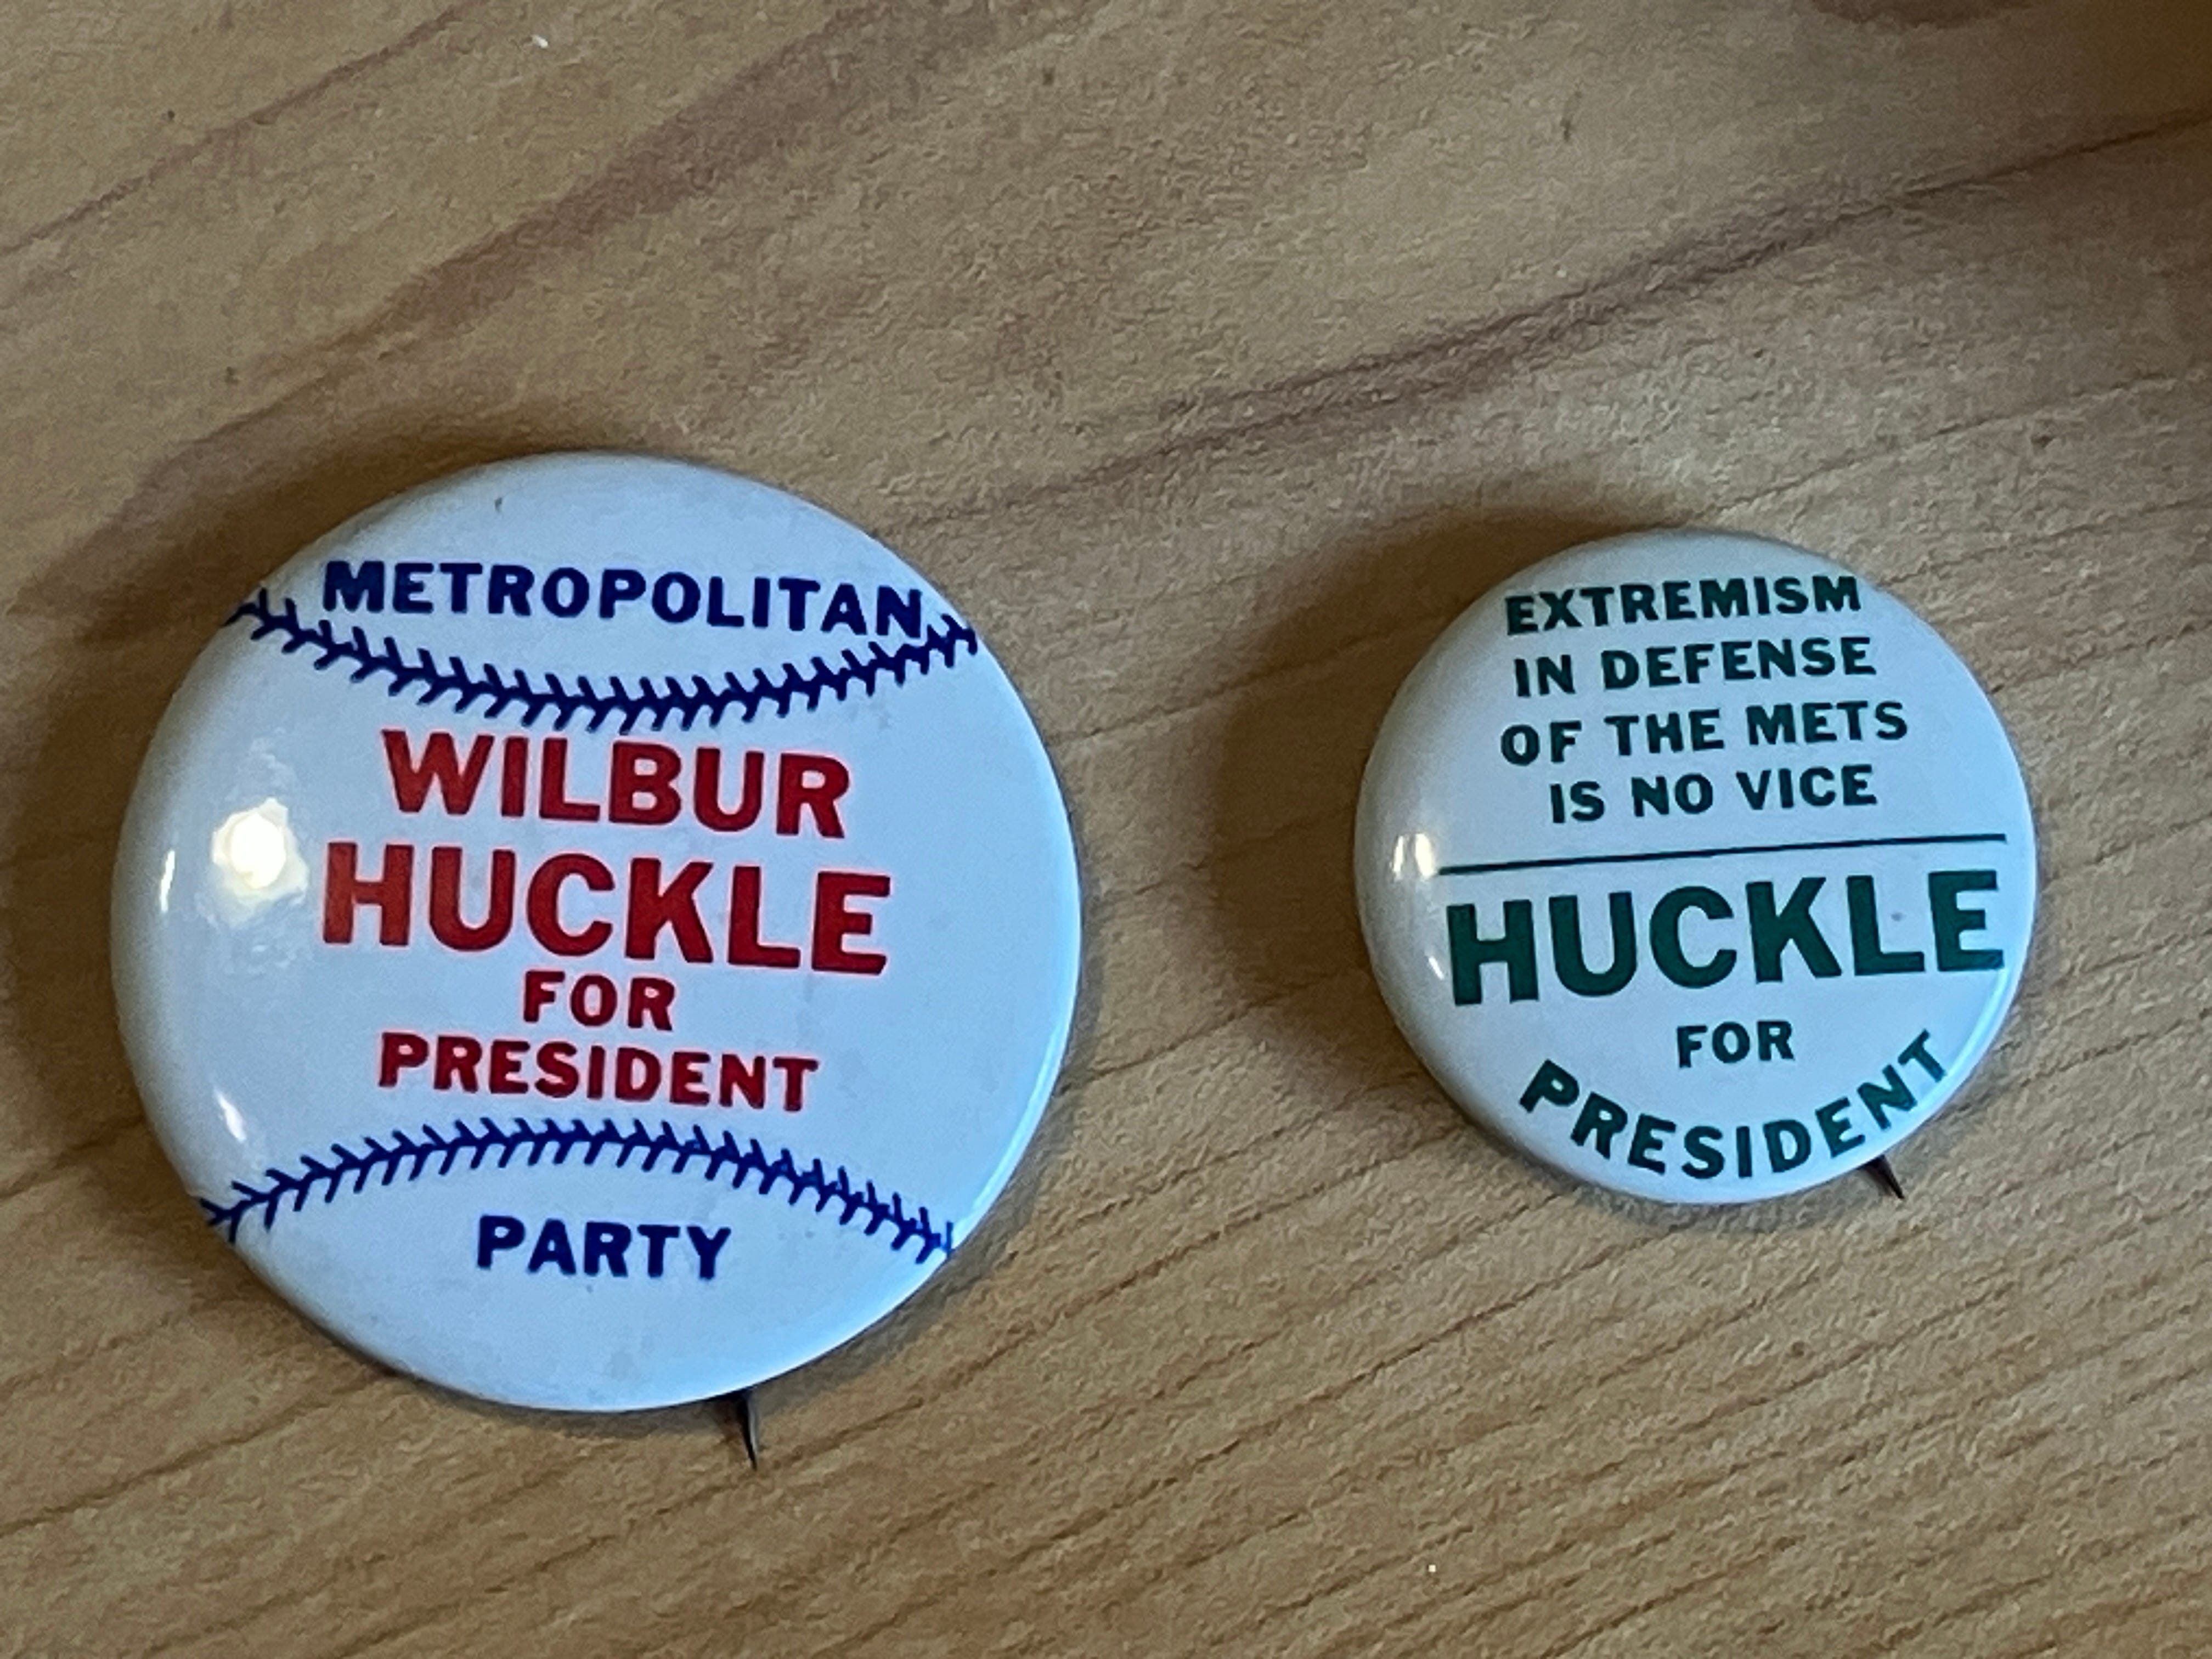 METROPOLITAN
WILBUR
HUCKLE
FOR
PRESIDENT
PARTY
EXTREMISM
IN DEFENSE
OF THE METS
IS NO VICE
HUCKLE
FOR
PRESIDENT